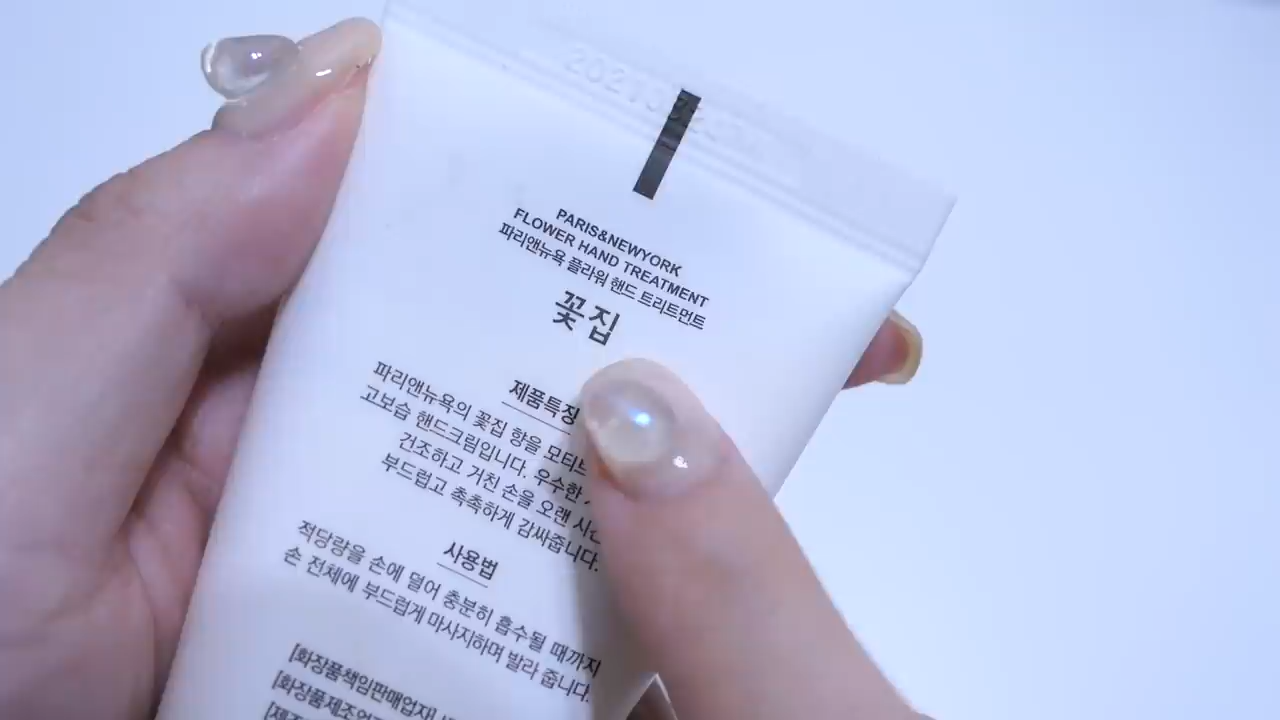 PARIS&NEWYORK
FLOWER HAND TREATMENT
파리앤뉴욕 플라워 핸드 트리트먼트
꽃집
제품특징
파리앤뉴욕의 꽃집 향을
고보습 핸드크림입니다. 우수한
건조하고 거친 손을 오랜
부드럽고 촉촉하게 감싸줍니다.
사용법
적당량을 손에 덜어 충분히 흡수될 때까지
손 전체에 부드럽게 마사지하며 발라 줍니다.
[화장품책임판매업자]